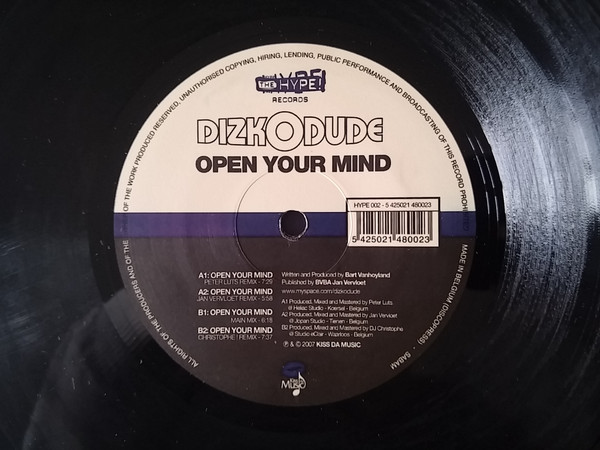 ALL RIGHTS OF THE PRODUCERS AND OF THE OF THE WORK PRODUCED RESERVED, UNAUTHORISED COPYING, HIRING, LENDING, PUBLIC PERFORMANCE AND BROADCASTING OF THIS RECORD PROHIBITED
MADE IN BELGIUM (DISCOPRESS) - SABAM
THE HYPE!
RECORDS
DIZKODUDE
OPEN YOUR MIND
HYPE 002 - 5 425021 480023
5 425021 480023
A1: OPEN YOUR MIND
PETER LUTS REMIX - 7:29
A2: OPEN YOUR MIND
JAN VERVLOET REMIX - 5:58
B1: OPEN YOUR MIND
MAIN MIX - 6:18
B2: OPEN YOUR MIND
CHRISTOPHE! REMIX - 7:37
Written and Produced by Bart Vanhoyland
Published by BVBA Jan Vervloet
www.myspace.com/dizkodude
A1 Produced, Mixed and Mastered by Peter Luts
@ Heliac Studio - Koersel - Belgium
A2 Produced, Mixed and Mastered by Jan Vervloet
@ Jopan Studio - Terven - Belgium
B2 Produced, Mixed and Mastered by DJ Christophe
@ Studio eClair - Waarloos - Belgium
℗ & © 2007 KISS DA MUSIC
Music